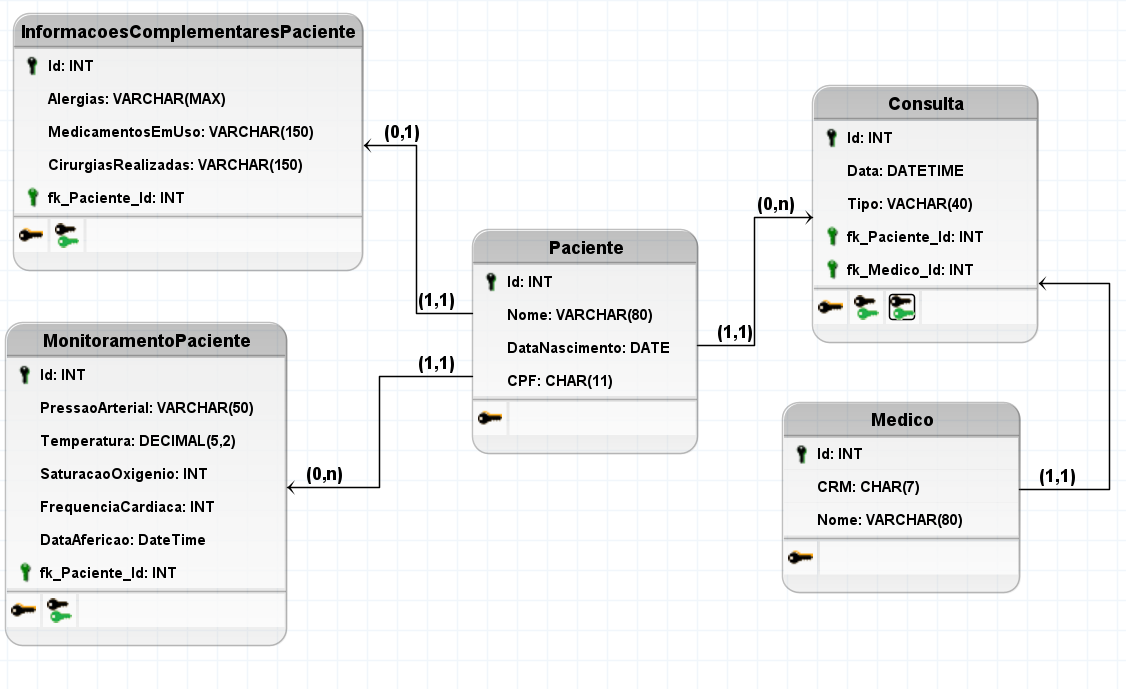 InformacoesComplementaresPaciente
Id: INT
Alergias: VARCHAR(MAX)
MedicamentosEmUso: VARCHAR(150)
CirurgiasRealizadas: VARCHAR(150)
fk_Paciente_Id: INT
(0,1)
(1,1)
MonitoramentoPaciente
Id: INT
PressaoArterial: VARCHAR(50)
Temperatura: DECIMAL(5,2)
SaturacaoOxigenio: INT
FrequenciaCardiaca: INT
DataAfericao: DateTime
fk_Paciente_Id: INT
(1,1)
(0,n)
Paciente
Id: INT
Nome: VARCHAR(80)
DataNascimento: DATE
CPF: CHAR(11)
(1,1)
(0,n)
Consulta
Id: INT
Data: DATETIME
Tipo: VACHAR(40)
fk_Paciente_Id: INT
fk_Medico_Id: INT
Medico
Id: INT
CRM: CHAR(7)
Nome: VARCHAR(80)
(1,1)